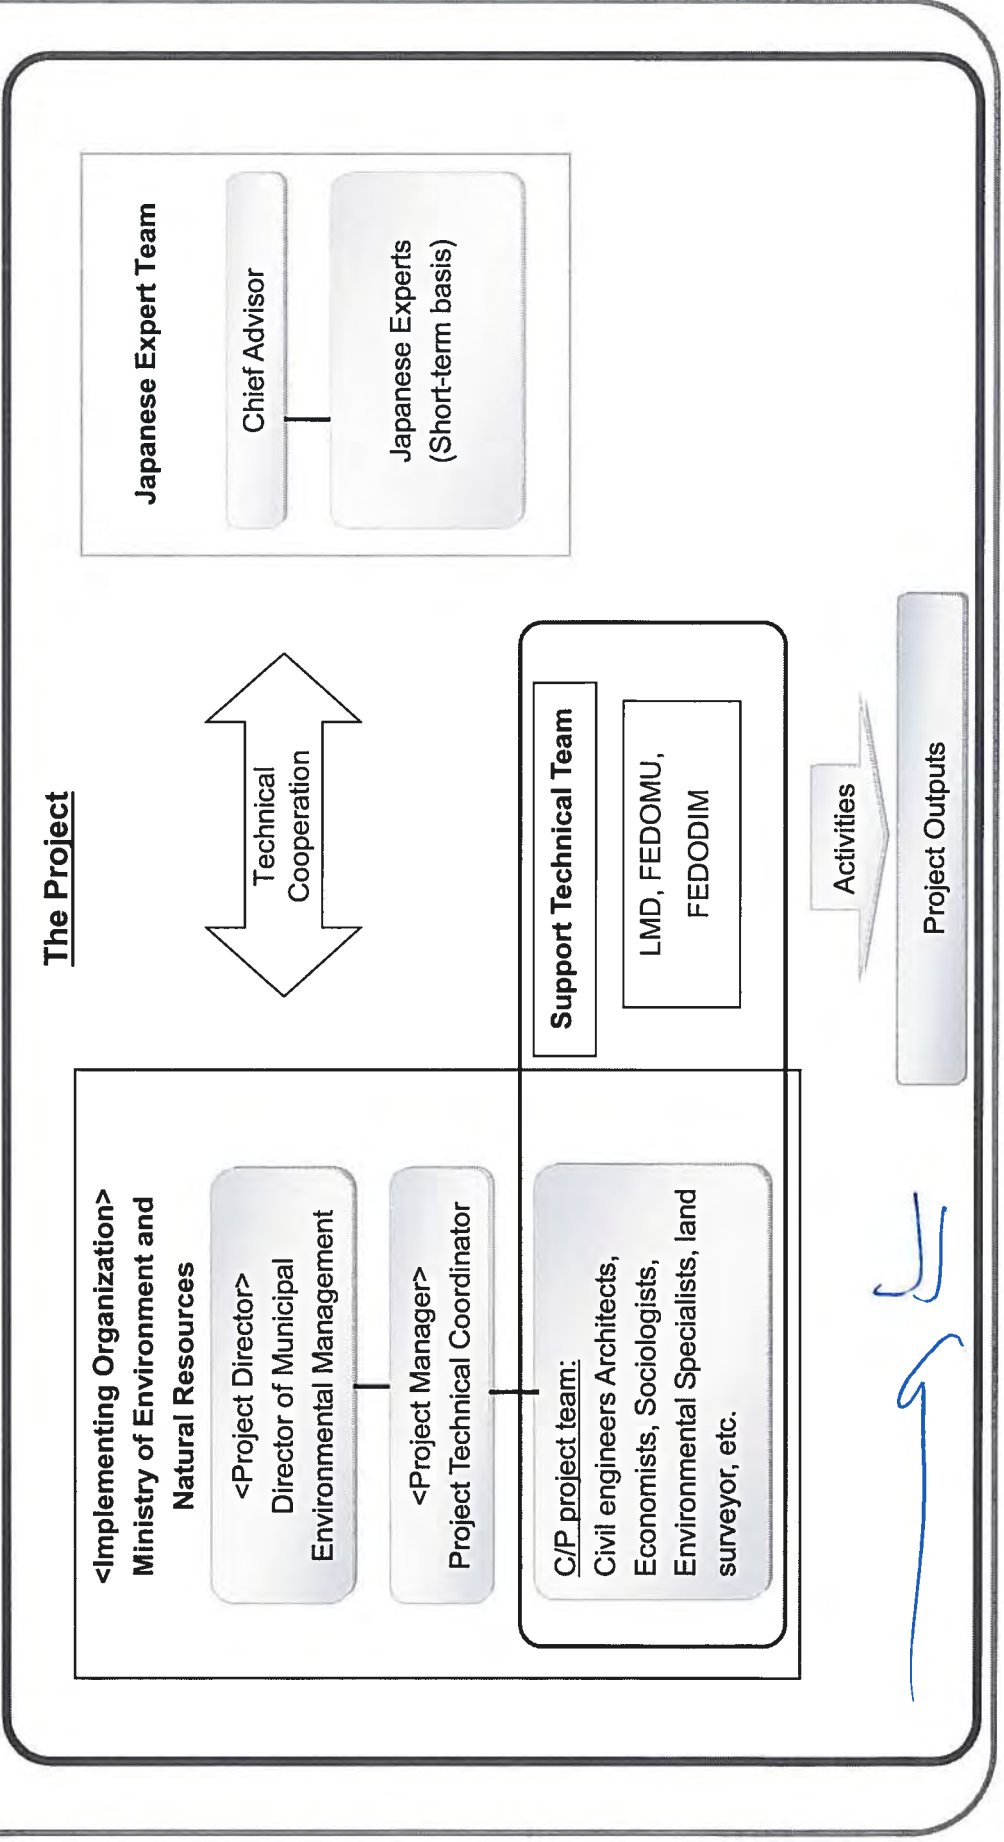 The Project
<Implementing Organization>
Ministry of Environment and
Natural Resources
<Project Director>
Director of Municipal
Environmental Management
<Project Manager>
Project Technical Coordinator
C/P project team:
Civil engineers Architects,
Economists, Sociologists,
Environmental Specialists, land
surveyor, etc.
Technical
Cooperation
Support Technical Team
LMD, FEDOMU,
FEDODIM
Japanese Expert Team
Chief Advisor
Japanese Experts
(Short-term basis)
Activities
Project Outputs